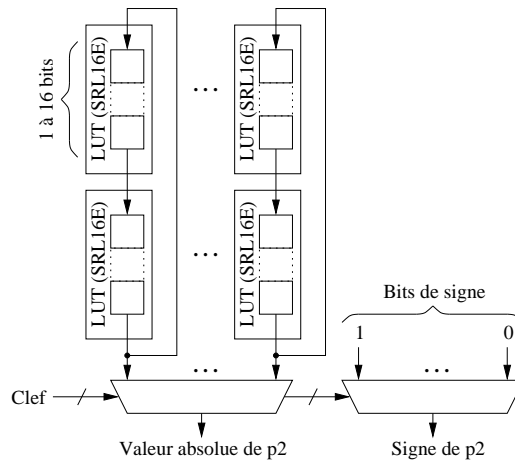 1 à 16 bits
LUT (SRL16E)
...
LUT (SRL16E)
LUT (SRL16E)
...
LUT (SRL16E)
Bits de signe
1
...
0
...
Clef
Valeur absolue de p2
Signe de p2